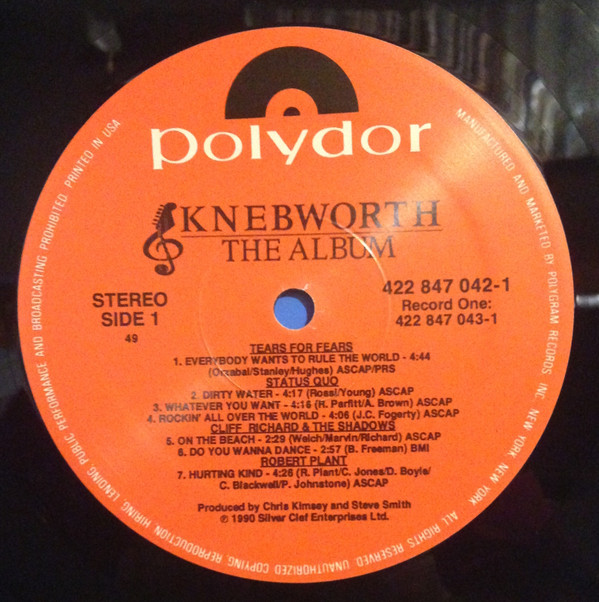 polydor
KNEBWORTH
THE ALBUM
STEREO
SIDE 1
49
422 847 042-1
Record One:
422 847 043-1
TEARS FOR FEARS
1. EVERYBODY WANTS TO RULE THE WORLD - 4:44
(Orzabal/Stanley/Hughes) ASCAP/PRS
STATUS QUO
2. DIRTY WATER - 4:17 (Rossi/Young) ASCAP
3. WHATEVER YOU WANT - 4:16 (R. Parfitt/A. Brown) ASCAP
4. ROCKIN' ALL OVER THE WORLD - 4:06 (J.C. Fogerty) ASCAP
CLIFF RICHARD & THE SHADOWS
5. ON THE BEACH - 2:29 (Welch/Marvin/Richard) ASCAP
6. DO YOU WANNA DANCE - 2:57 (B. Freeman) BMI
ROBERT PLANT
7. HURTING KIND - 4:26 (R. Plant/C. Jones/D. Boyle/
C. Blackwell/P. Johnstone) ASCAP
Produced by Chris Kimsey and Steve Smith
℗ 1990 Silver Clef Enterprises Ltd.
MANUFACTURED AND MARKETED BY POLYGRAM RECORDS INC. NEW YORK, NEW YORK. ALL RIGHTS RESERVED. UNAUTHORIZED COPYING, REPRODUCTION, HIRING, LENDING, PUBLIC PERFORMANCE AND BROADCASTING PROHIBITED. PRINTED IN USA